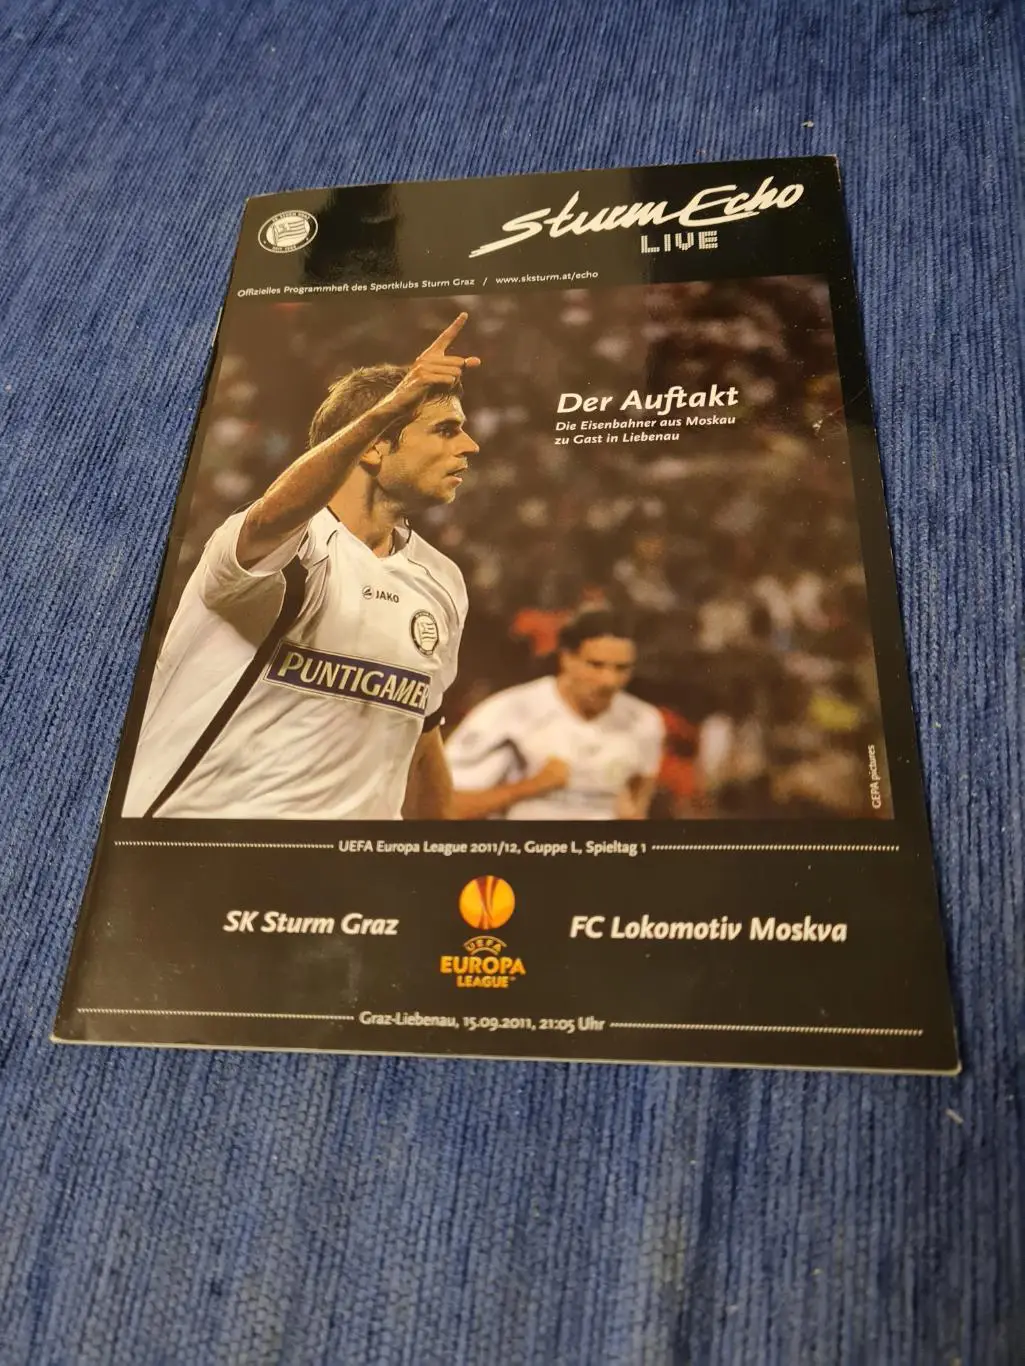 SturmEcho
LIVE
Offizielles Programmheft des Sportklubs Sturm Graz / www.sksturm.at/echo
Der Auftakt
Die Eisenbahner aus Moskau
zu Gast in Liebenau
JAKO
PUNTIGAMER
GEPA pictures
UEFA Europa League 2011/12, Guppe L, Spieltag 1
SK Sturm Graz
FC Lokomotiv Moskva
UEFA
EUROPA
LEAGUE
Graz-Liebenau, 15.09.2011, 21:05 Uhr